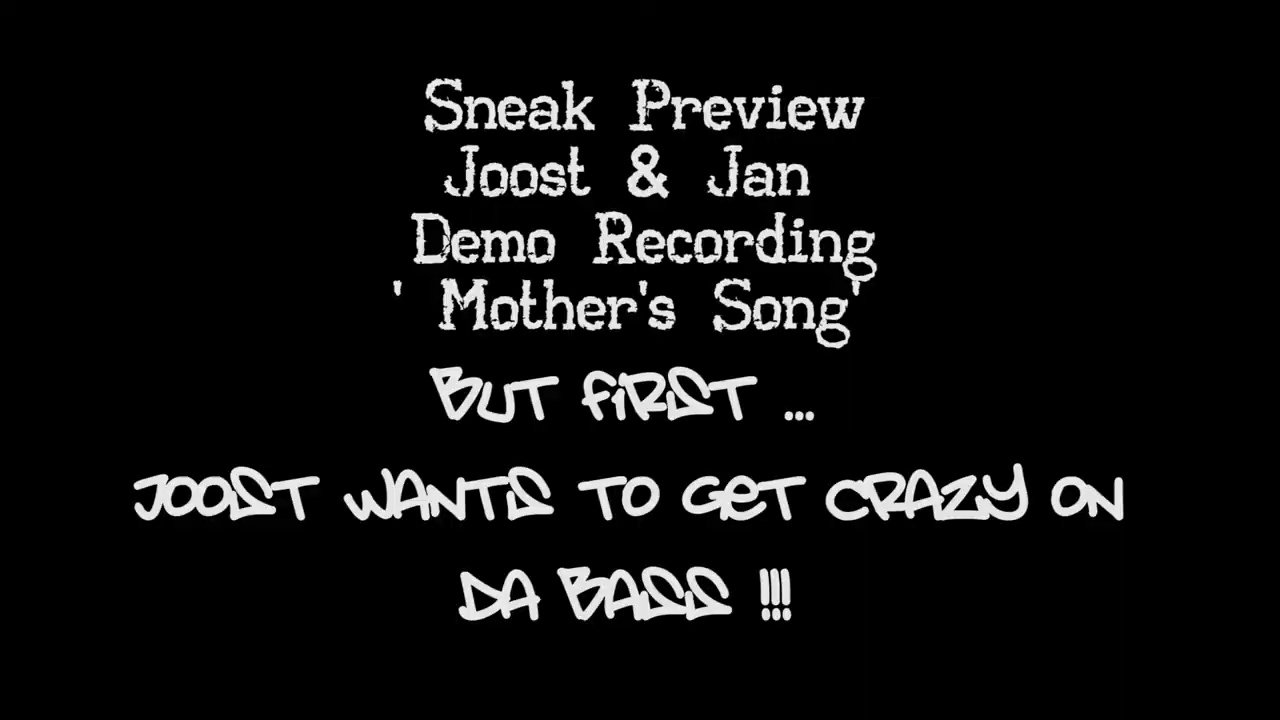 Sneak Preview
Joost & Jan
Demo Recording
' Mother's Song'
BUT FIRST ...
JOOST WANTS TO GET CRAZY ON
DA BASS !!!